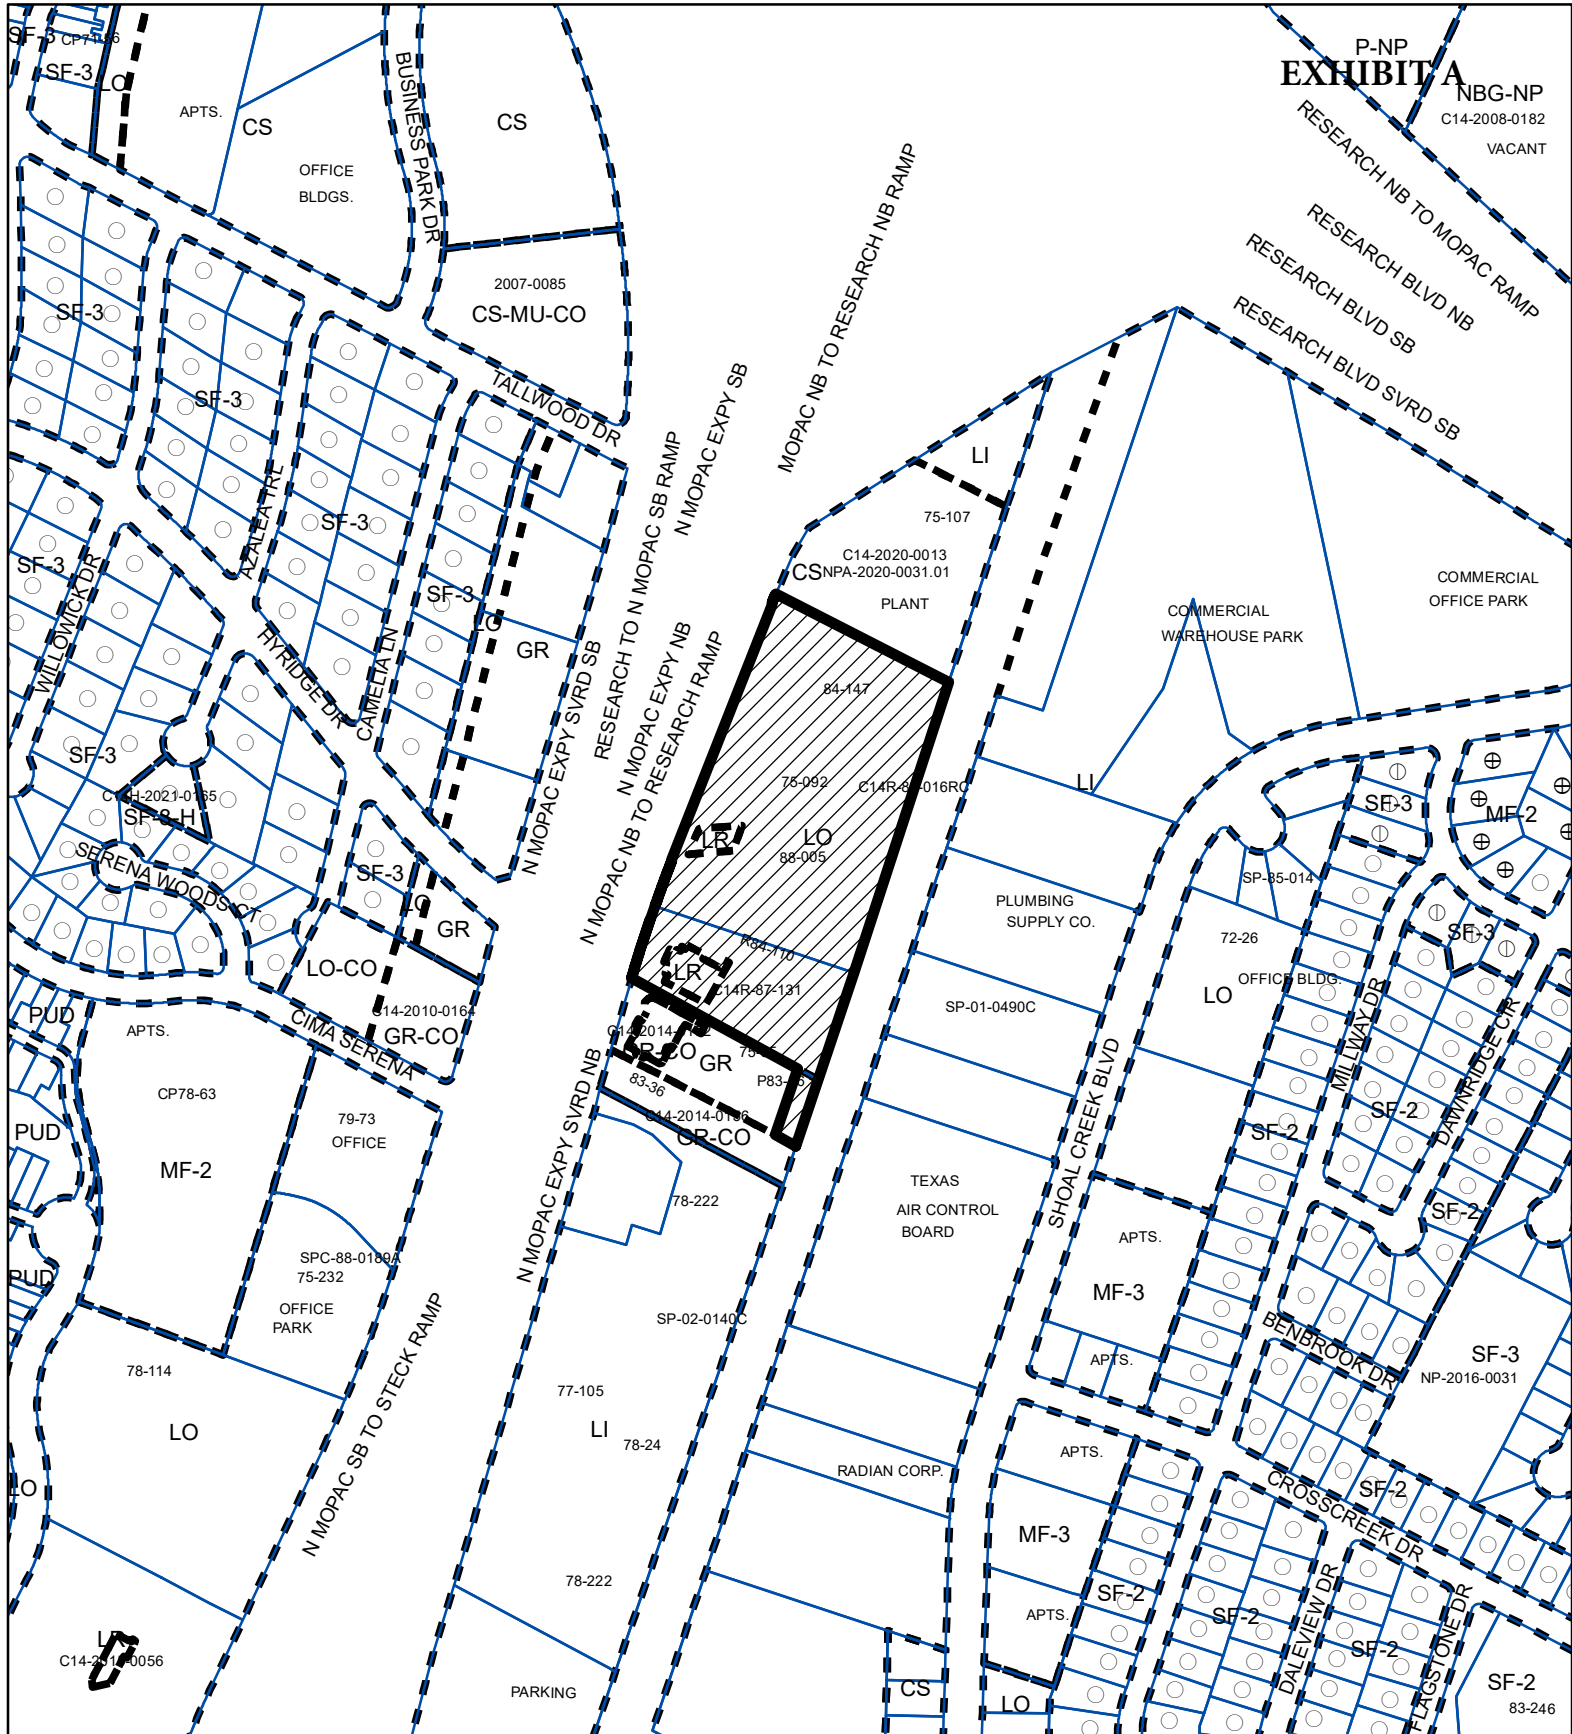 SF-3 CP71-
SF-3
LO
APTS.
CS
OFFICE
BLDGS.
BUSINESS PARK DR
CS
2007-0085
CS-MU-CO
TALLWOOD DR
P-NP
EXHIBIT A
NBG-NP
C14-2008-0182
VACANT
RESEARCH NB TO MOPAC RAMP
RESEARCH BLVD NB
RESEARCH BLVD SB
RESEARCH BLVD SVRD SB
MOPAC NB TO RESEARCH NB RAMP
N MOPAC EXPY SB
RESEARCH TO N MOPAC SB RAMP
N MOPAC EXPY NB
N MOPAC NB TO RESEARCH RAMP
N MOPAC EXPY SVRD SB
SF-3
SF-3
SF-3
SF-3
SF-3
LO
GR
AZALEA TRL
WILLOWICK DR
HYRIDGE DR
CAMELIA LN
SF-3
SF-3-H
SERENA WOODS CT
SF-3
LO
GR
LO-CO
C14-2010-0164
GR-CO
CIMA SERENA
PUD
APTS.
CP78-63
PUD
MF-2
79-73
OFFICE
SPC-88-0189A
75-232
OFFICE
PARK
PUD
78-114
LO
LO
N MOPAC SB TO STECK RAMP
N MOPAC EXPY SVRD NB
LI
75-107
C14-2020-0013
CS NPA-2020-0031.01
PLANT
84-147
75-092
LR
LO
88-005
R84-110
LR
C14R-87-131
GR
83-36
GR-CO
78-222
SP-02-0140C
77-105
LI
78-24
78-222
PARKING
COMMERCIAL
WAREHOUSE PARK
COMMERCIAL
OFFICE PARK
LI
PLUMBING
SUPPLY CO.
SP-01-0490C
TEXAS
AIR CONTROL
BOARD
RADIAN CORP.
SHOAL CREEK BLVD
SP-85-014
72-26
OFFICE BLDG.
LO
SF-3
MF-2
SF-3
MILLWAY DR
DAWNRIDGE CIR
SF-2
SF-2
SF-2
APTS.
MF-3
APTS.
BENBROOK DR
SF-3
NP-2016-0031
SF-2
CROSSCREEK DR
APTS.
MF-3
APTS.
SF-2
SF-2
SF-2
DALEVIEW DR
FLAGSTONE DR
SF-2
83-246
CS
LO